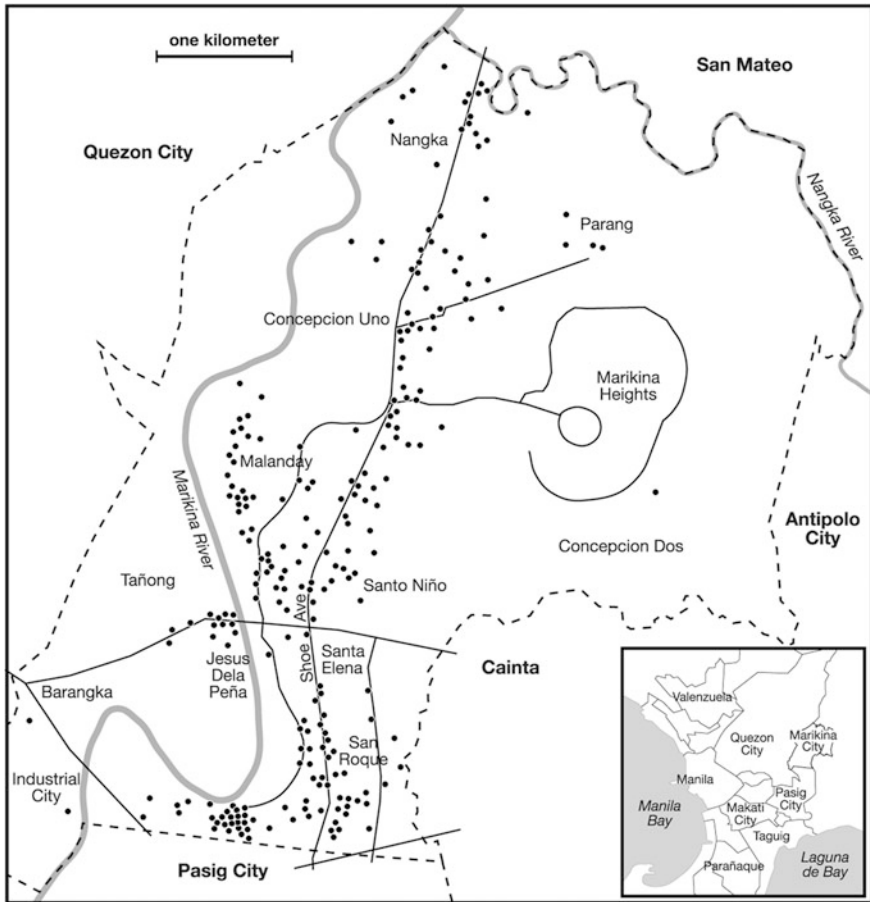 one kilometer
San Mateo
Quezon City
Nangka
Nangka River
Parang
Concepcion Uno
Marikina
Heights
Malanday
Marikina River
Antipolo
City
Concepcion Dos
Tañong
Santo Niño
Shoe Ave
Santa
Elena
Jesus
Dela
Peña
Cainta
Barangka
San
Roque
Industrial
City
Pasig City
Valenzuela
Quezon
City
Marikina
City
Manila
Pasig
City
Makati
City
Manila
Bay
Taguig
Parañaque
Laguna
de Bay